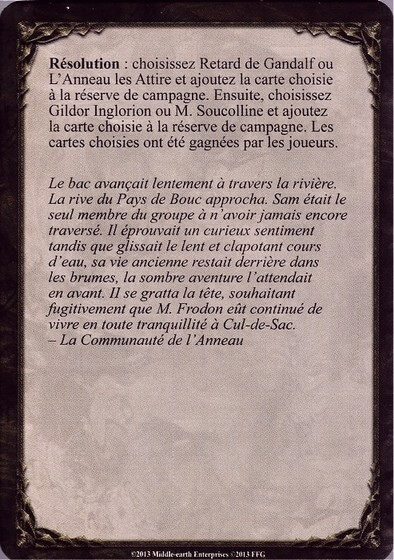 Résolution : choisissez Retard de Gandalf ou
L'Anneau les Attire et ajoutez la carte choisie
à la réserve de campagne. Ensuite, choisissez
Gildor Inglorion ou M. Soucolline et ajoutez
la carte choisie à la réserve de campagne. Les
cartes choisies ont été gagnées par les joueurs.
Le bac avançait lentement à travers la rivière.
La rive du Pays de Bouc approcha. Sam était le
seul membre du groupe à n'avoir jamais encore
traversé. Il éprouvait un curieux sentiment
tandis que glissait le lent et clapotant cours
d'eau, sa vie ancienne restait derrière dans
les brumes, la sombre aventure l'attendait
en avant. Il se gratta la tête, souhaitant
fugitivement que M. Frodon eût continué de
vivre en toute tranquillité à Cul-de-Sac.
– La Communauté de l'Anneau
©2013 Middle-earth Enterprises ©2013 FFG